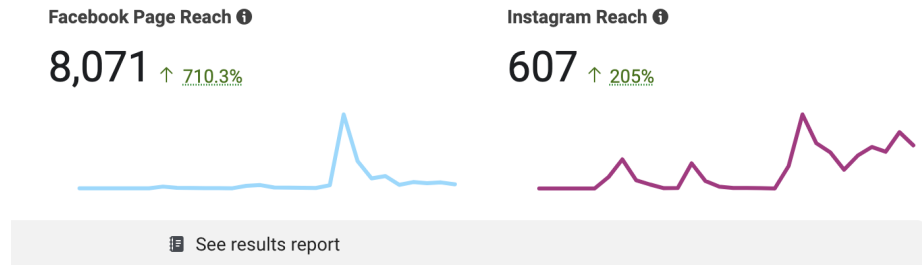 Facebook Page Reach
8,071 ↑ 710.3%
Instagram Reach
607 ↑ 205%
See results report